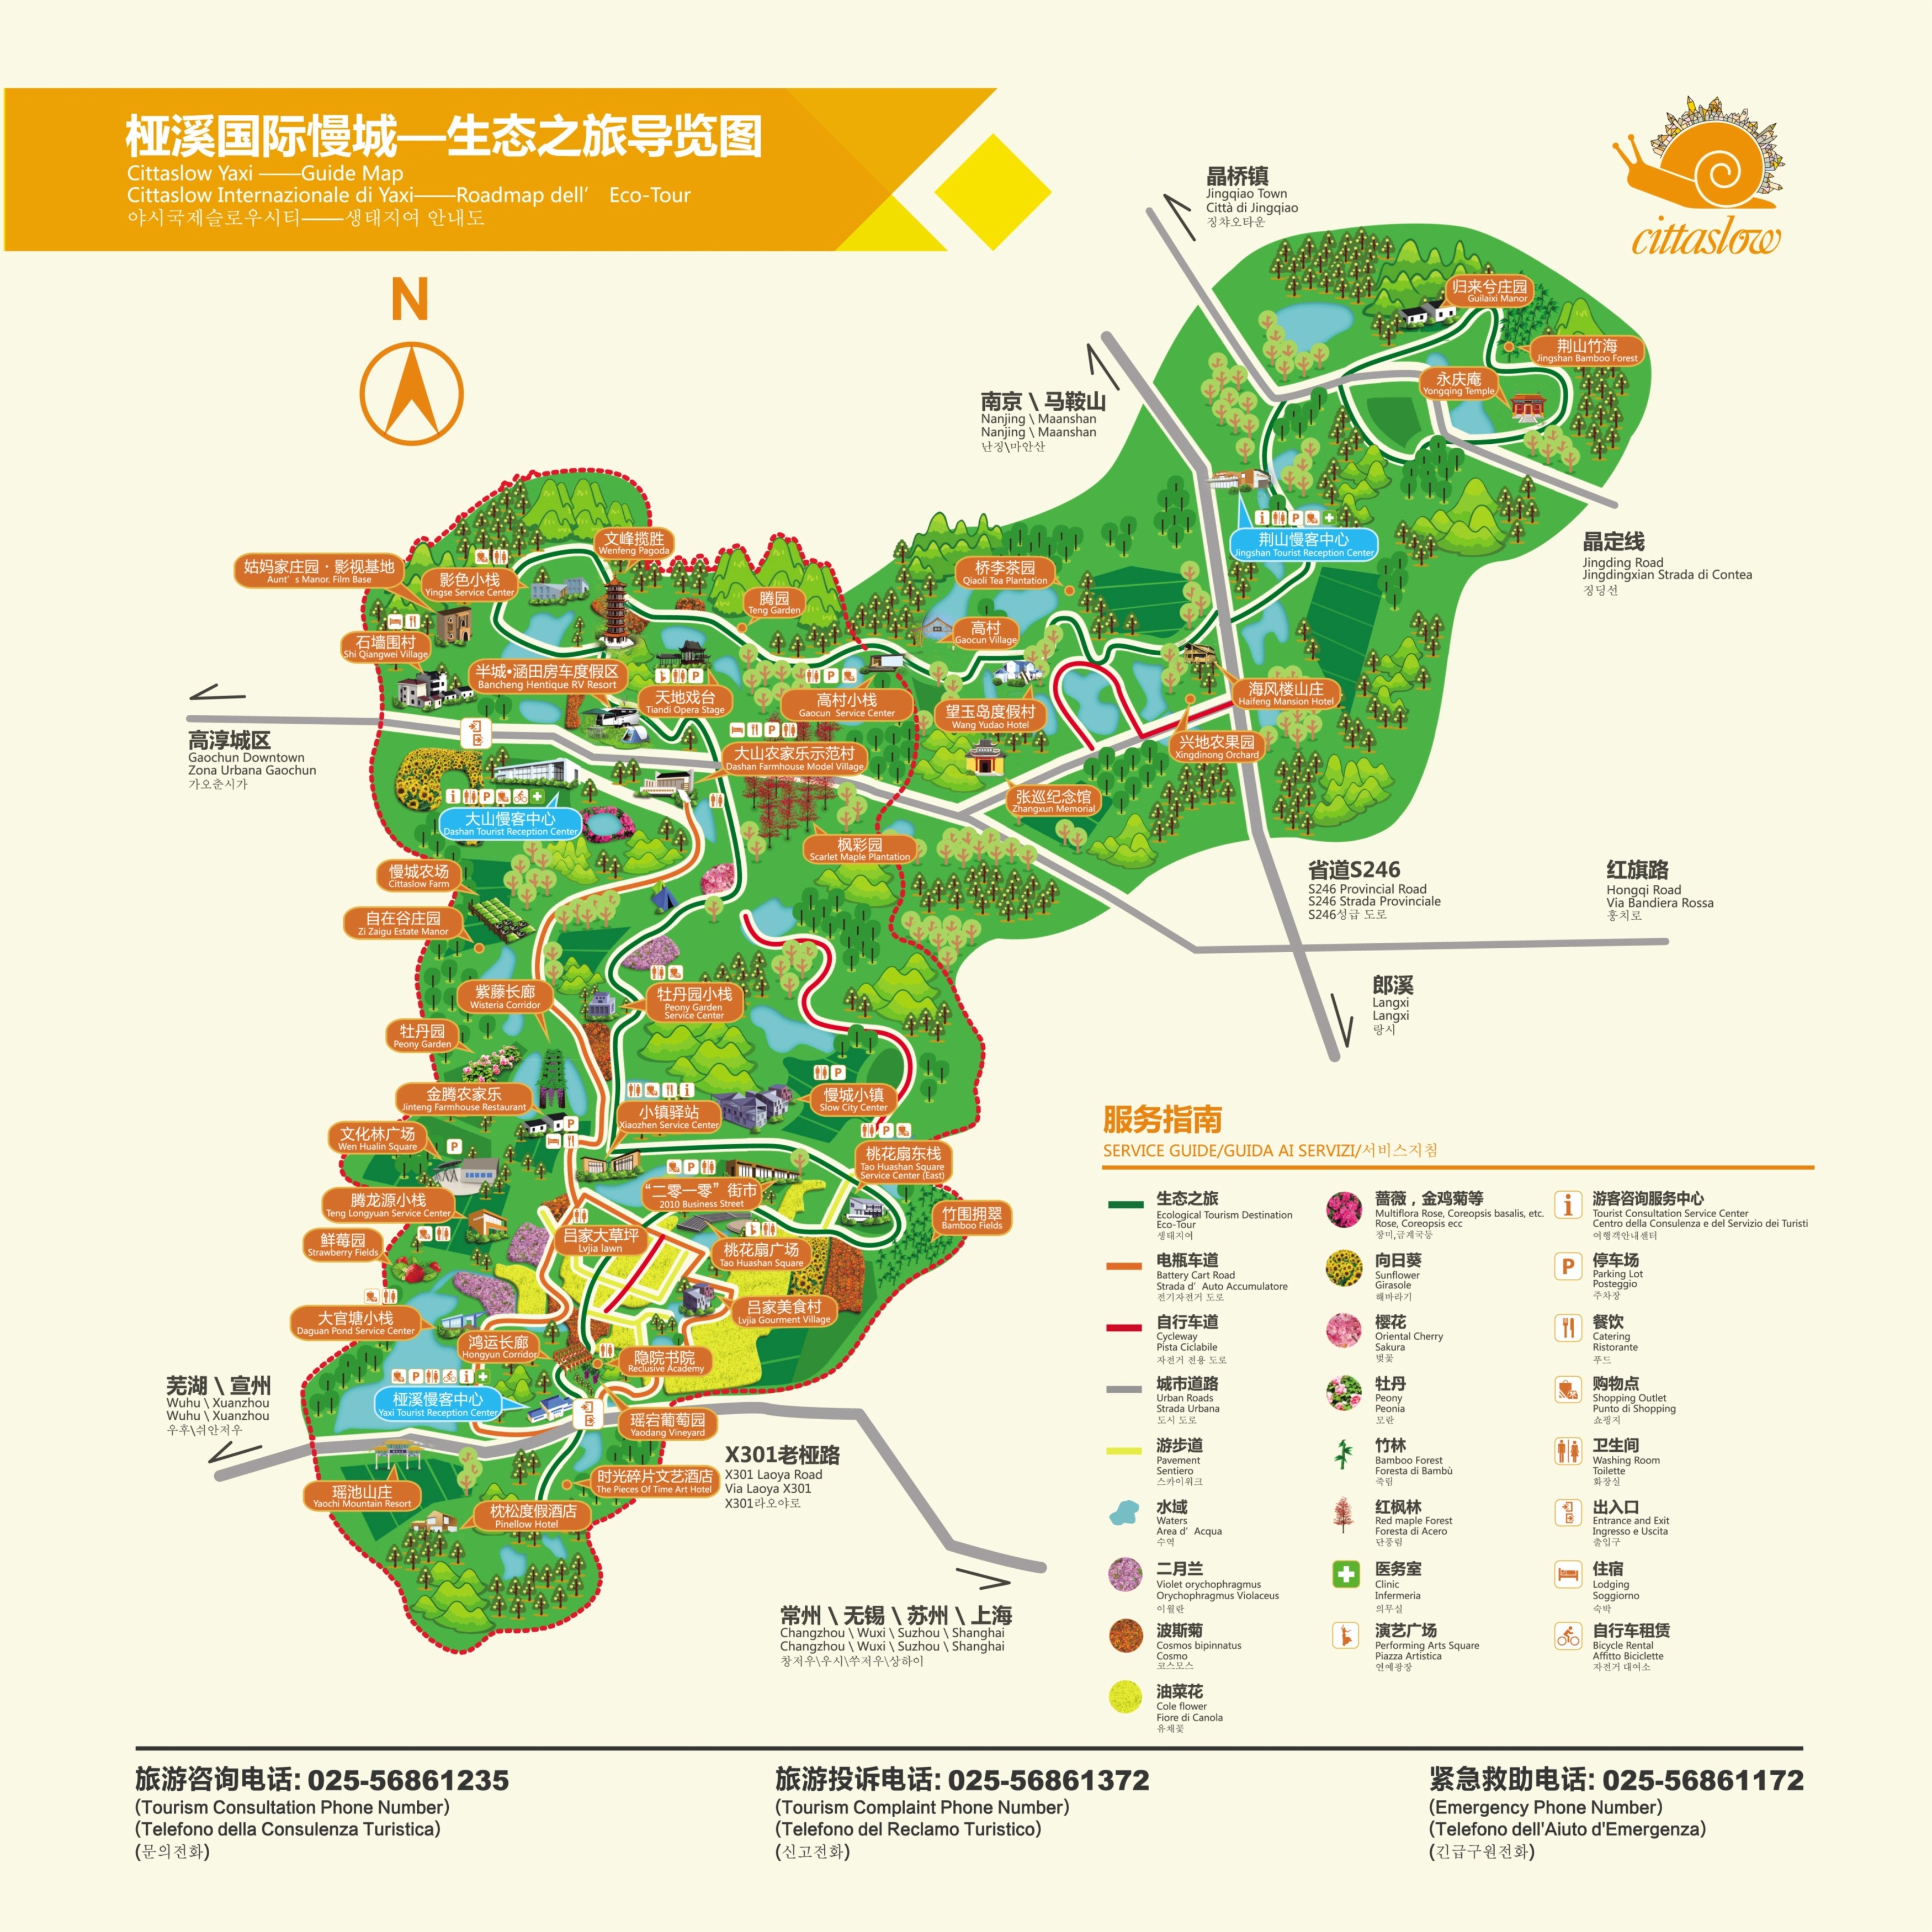 桠溪国际慢城—生态之旅导览图
Cittaslow Yaxi ——Guide Map
Cittaslow Internazionale di Yaxi——Roadmap dell’ Eco-Tour
야시국제슬로우시티——생태지여 안내도
cittaslow
N
晶桥镇
Jingqiao Town
Città di Jingqiao
징챠오타운
南京 \ 马鞍山
Nanjing \ Maanshan
Nanjing \ Maanshan
난징\마안산
归来兮庄园
Guilaixi Manor
荆山竹海
Jingshan Bamboo Forest
永庆庵
Yongqing Temple
荆山慢客中心
Jingshan Tourist Reception Center
晶定线
Jingding Road
Jingdingxian Strada di Contea
징딩선
文峰揽胜
Wenfeng Pagoda
姑妈家庄园·影视基地
Aunt’s Manor. Film Base
影色小栈
Yingse Service Center
桥李茶园
Qiaoli Tea Plantation
腾园
Teng Garden
高村
Gaocun Village
石墙围村
Shi Qiangwei Village
半城•涵田房车度假区
Bancheng Hentique RV Resort
天地戏台
Tiandi Opera Stage
高村小栈
Gaocun Service Center
望玉岛度假村
Wang Yudao Hotel
海风楼山庄
Haifeng Mansion Hotel
高淳城区
Gaochun Downtown
Zona Urbana Gaochun
가오춘시가
大山农家乐示范村
Dashan Farmhouse Model Village
兴地农果园
Xingdinong Orchard
张巡纪念馆
Zhangxun Memorial
大山慢客中心
Dashan Tourist Reception Center
枫彩园
Scarlet Maple Plantation
慢城农场
Cittaslow Farm
省道S246
S246 Provincial Road
S246 Strada Provinciale
S246성급 도로
红旗路
Hongqi Road
Via Bandiera Rossa
홍치로
自在谷庄园
Zi Zaigu Estate Manor
紫藤长廊
Wisteria Corridor
牡丹园小栈
Peony Garden
Service Center
郎溪
Langxi
Langxi
랑시
牡丹园
Peony Garden
金腾农家乐
Jinteng Farmhouse Restaurant
小镇驿站
Xiaozhen Service Center
慢城小镇
Slow City Center
文化林广场
Wen Hualin Square
桃花扇东栈
Tao Huashan Square
Service Center (East)
腾龙源小栈
Teng Longyuan Service Center
“二零一零”街市
2010 Business Street
竹围拥翠
Bamboo Fields
鲜莓园
Strawberry Fields
吕家大草坪
Lvjia lawn
桃花扇广场
Tao Huashan Square
大官塘小栈
Daguan Pond Service Center
吕家美食村
Lvjia Gourment Village
鸿运长廊
Hongyun Corridor
隐院书院
Reclusive Academy
芜湖 \ 宣州
Wuhu \ Xuanzhou
Wuhu \ Xuanzhou
우후\쉬안저우
桠溪慢客中心
Yaxi Tourist Reception Center
瑶宕葡萄园
Yaodang Vineyard
X301老桠路
X301 Laoya Road
Via Laoya X301
X301라오야로
瑶池山庄
Yaochi Mountain Resort
时光碎片文艺酒店
The Pieces Of Time Art Hotel
枕松度假酒店
Pinellow Hotel
常州 \ 无锡 \ 苏州 \ 上海
Changzhou \ Wuxi \ Suzhou \ Shanghai
Changzhou \ Wuxi \ Suzhou \ Shanghai
창저우\우시\쑤저우\상하이
服务指南
SERVICE GUIDE/GUIDA AI SERVIZI/서비스지침
生态之旅
Ecological Tourism Destination
Eco-Tour
생태지여
电瓶车道
Battery Cart Road
Strada d’ Auto Accumulatore
전기자전거 도로
自行车道
Cycleway
Pista Ciclabile
자전거 전용 도로
城市道路
Urban Roads
Strada Urbana
도시 도로
游步道
Pavement
Sentiero
스카이워크
水域
Waters
Area d’ Acqua
수역
二月兰
Violet orychophragmus
Orychophragmus Violaceus
이월란
波斯菊
Cosmos bipinnatus
Cosmo
코스모스
油菜花
Cole flower
Fiore di Canola
유채꽃
蔷薇，金鸡菊等
Multiflora Rose, Coreopsis basalis, etc.
Rose, Coreopsis ecc
장미,금계국등
向日葵
Sunflower
Girasole
해바라기
樱花
Oriental Cherry
Sakura
벚꽃
牡丹
Peony
Peonia
모란
竹林
Bamboo Forest
Foresta di Bambù
죽림
红枫林
Red maple Forest
Foresta di Acero
단풍림
医务室
Clinic
Infermeria
의무실
演艺广场
Performing Arts Square
Piazza Artistica
연예광장
游客咨询服务中心
Tourist Consultation Service Center
Centro della Consulenza e del Servizio dei Turisti
여행객안내센터
P
停车场
Parking Lot
Posteggio
주차장
餐饮
Catering
Ristorante
푸드
购物点
Shopping Outlet
Punto di Shopping
쇼핑지
卫生间
Washing Room
Toilette
화장실
出入口
Entrance and Exit
Ingresso e Uscita
출입구
住宿
Lodging
Soggiorno
숙박
自行车租赁
Bicycle Rental
Affitto Biciclette
자전거 대여소
旅游咨询电话: 025-56861235
(Tourism Consultation Phone Number)
(Telefono della Consulenza Turistica)
(문의전화)
旅游投诉电话: 025-56861372
(Tourism Complaint Phone Number)
(Telefono del Reclamo Turistico)
(신고전화)
紧急救助电话: 025-56861172
(Emergency Phone Number)
(Telefono dell'Aiuto d'Emergenza)
(긴급구원전화)